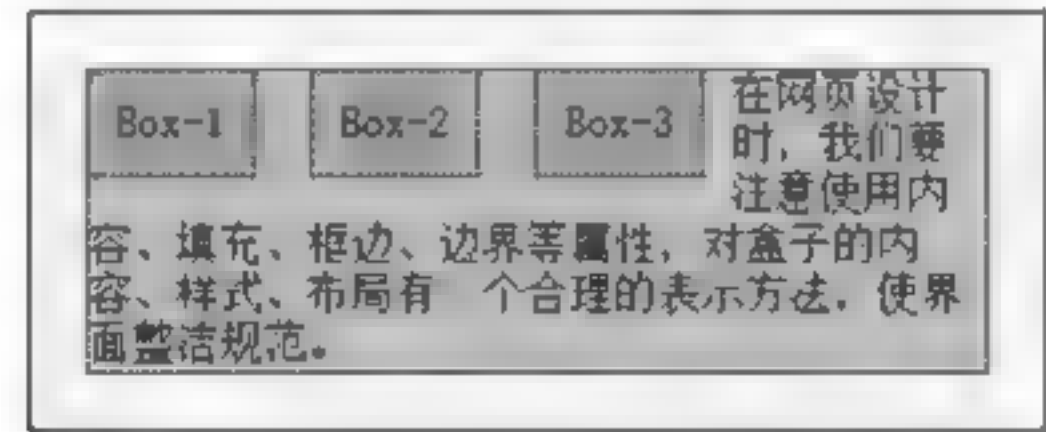 Box-1 Box-2 Box-3 在网页设计
时，我们要
注意使用内
容、填充、框边、边界等属性，对盒子的内
容、样式、布局有 个合理的表示方法．使界
面整洁规范。